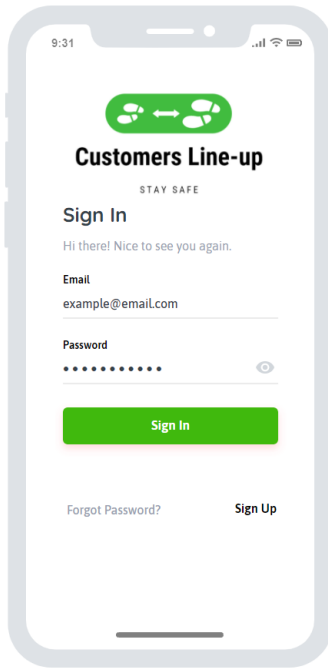 9:31
Customers Line-up
STAY SAFE
Sign In
Hi there! Nice to see you again.
Email
example@email.com
Password
•••••••••••
Sign In
Forgot Password? Sign Up